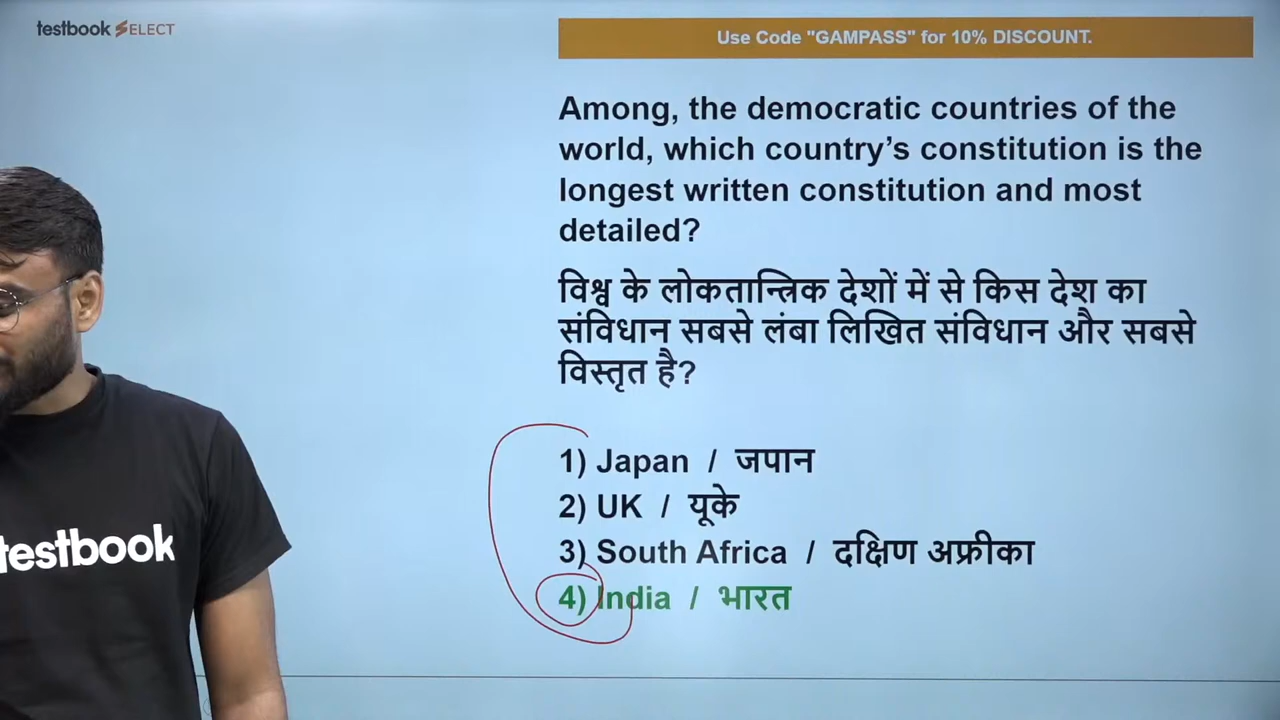 testbook SELECT
Use Code "GAMPASS" for 10% DISCOUNT.
Among, the democratic countries of the
world, which country's constitution is the
longest written constitution and most
detailed?
विश्व के लोकतान्त्रिक देशों में से किस देश का
संविधान सबसे लंबा लिखित संविधान और सबसे
विस्तृत है?
1) Japan / जपान
2) UK / यूके
3) South Africa / दक्षिण अफ्रीका
4) India / भारत
testbook